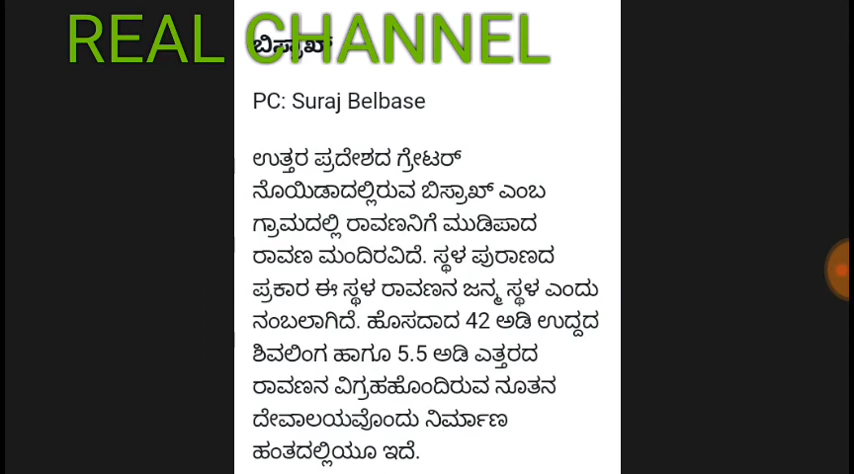 REAL CHANNEL
ಬಿಸ್ರಾಖ್
PC: Suraj Belbase
ಉತ್ತರ ಪ್ರದೇಶದ ಗ್ರೇಟರ್
ನೊಯಿಡಾದಲ್ಲಿರುವ ಬಿಸ್ರಾಖ್ ಎಂಬ
ಗ್ರಾಮದಲ್ಲಿ ರಾವಣನಿಗೆ ಮುಡಿಪಾದ
ರಾವಣ ಮಂದಿರವಿದೆ. ಸ್ಥಳ ಪುರಾಣದ
ಪ್ರಕಾರ ಈ ಸ್ಥಳ ರಾವಣನ ಜನ್ಮ ಸ್ಥಳ ಎಂದು
ನಂಬಲಾಗಿದೆ. ಹೊಸದಾದ 42 ಅಡಿ ಉದ್ದದ
ಶಿವಲಿಂಗ ಹಾಗೂ 5.5 ಅಡಿ ಎತ್ತರದ
ರಾವಣನ ವಿಗ್ರಹಹೊಂದಿರುವ ನೂತನ
ದೇವಾಲಯವೊಂದು ನಿರ್ಮಾಣ
ಹಂತದಲ್ಲಿಯೂ ಇದೆ.